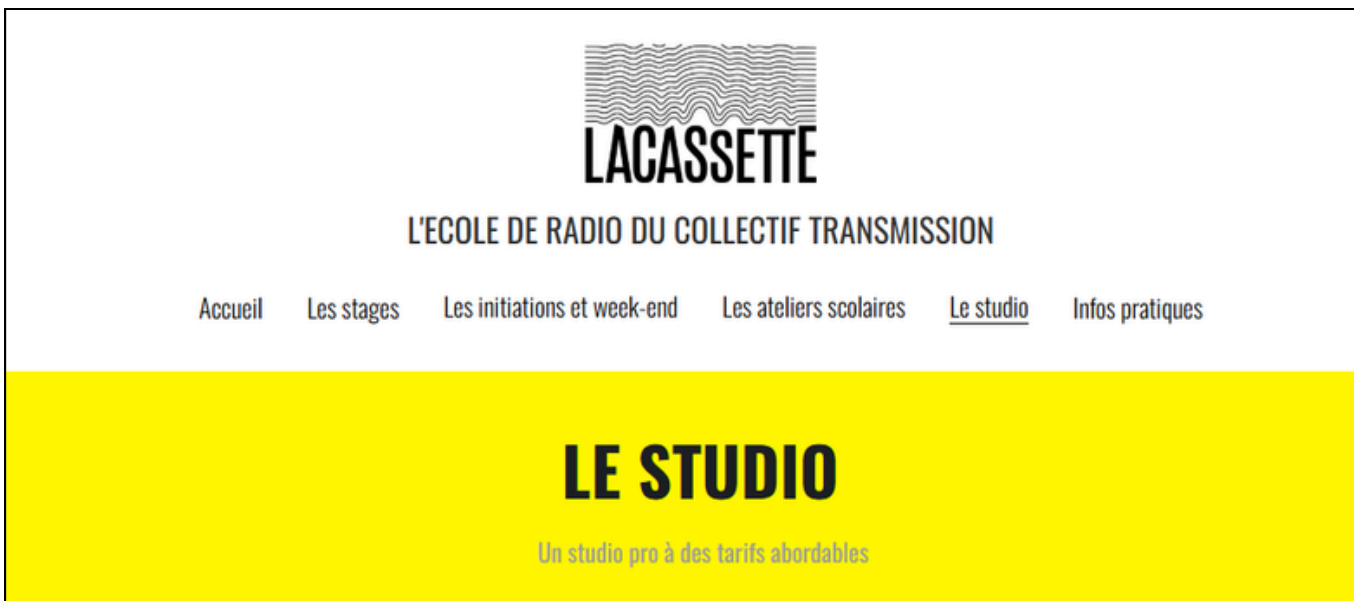 LACASSETTE
L'ECOLE DE RADIO DU COLLECTIF TRANSMISSION
Accueil Les stages Les initiations et week-end Les ateliers scolaires Le studio Infos pratiques
LE STUDIO
Un studio pro à des tarifs abordables